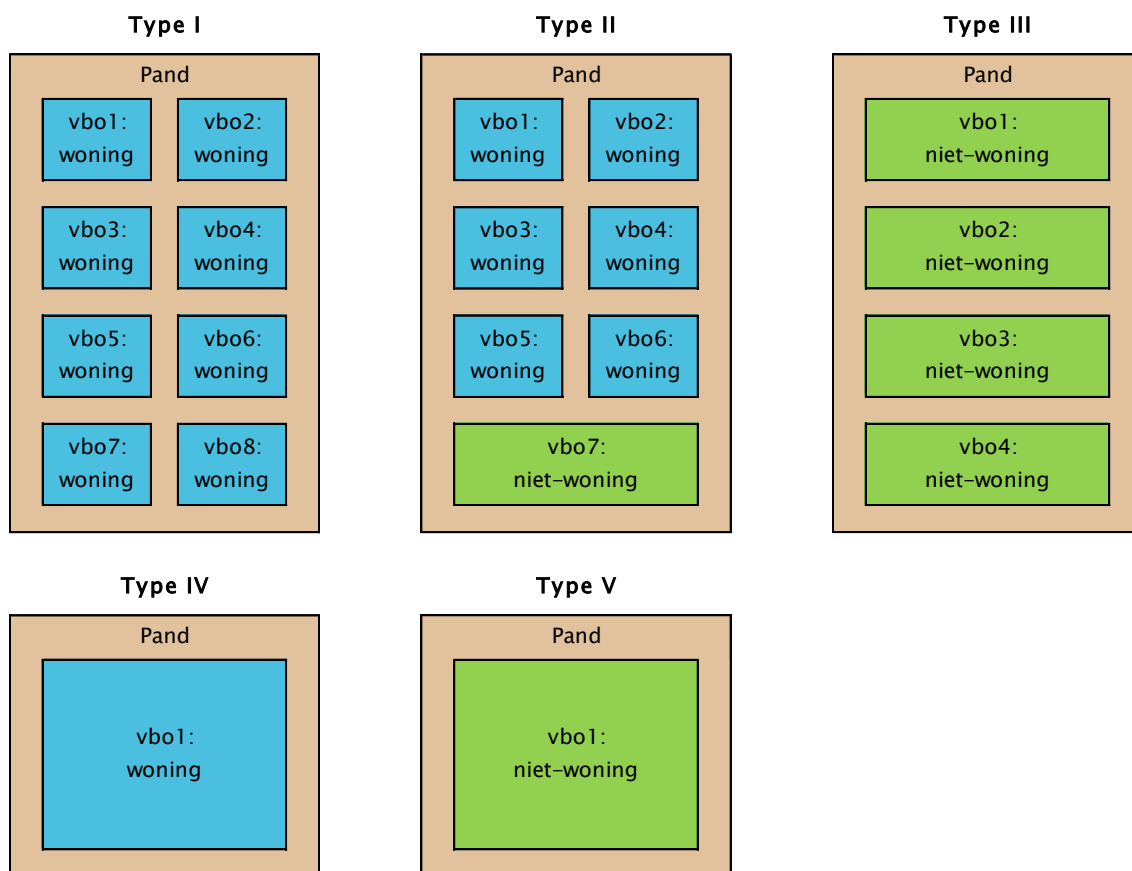 Type I
Pand
vbo1:
woning
vbo2:
woning
vbo3:
woning
vbo4:
woning
vbo5:
woning
vbo6:
woning
vbo7:
woning
vbo8:
woning
Type II
Pand
vbo1:
woning
vbo2:
woning
vbo3:
woning
vbo4:
woning
vbo5:
woning
vbo6:
woning
vbo7:
niet-woning
Type III
Pand
vbo1:
niet-woning
vbo2:
niet-woning
vbo3:
niet-woning
vbo4:
niet-woning
Type IV
Pand
vbo1:
woning
Type V
Pand
vbo1:
niet-woning